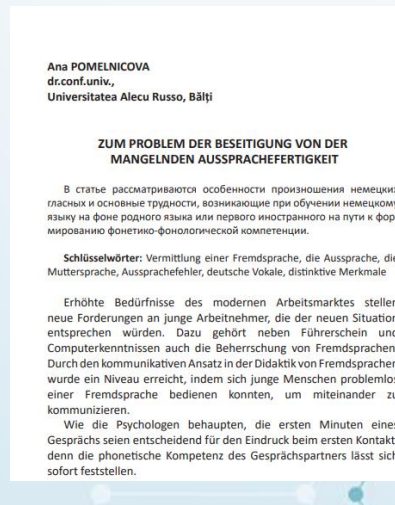 Ana POMELNICOVA
dr.conf.univ.,
Universitatea Alecu Russo, Bălți
ZUM PROBLEM DER BESEITIGUNG VON DER
MANGELNDEN AUSSPRACHEFERTIGKEIT
В статье рассматриваются особенности произношения немецких
гласных и основные трудности, возникающие при обучении немецкому
языку на фоне родного языка или первого иностранного на пути к фор-
мированию фонетико-фонологической компетенции.
Schlüsselwörter: Vermittlung einer Fremdsprache, die Aussprache, die
Muttersprache, Aussprachefehler, deutsche Vokale, distinktive Merkmale
Erhöhte Bedürfnisse des modernen Arbeitsmarktes stellen
neue Forderungen an junge Arbeitnehmer, die der neuen Situation
entsprechen würden. Dazu gehört neben Führerschein und
Computerkenntnissen auch die Beherrschung von Fremdsprachen.
Durch den kommunikativen Ansatz in der Didaktik von Fremdsprachen
wurde ein Niveau erreicht, indem sich junge Menschen problemlos
einer Fremdsprache bedienen konnten, um miteinander zu
kommunizieren.
Wie die Psychologen behaupten, die ersten Minuten eines
Gesprächs seien entscheidend für den Eindruck beim ersten Kontakt,
denn die phonetische Kompetenz des Gesprächspartners lässt sich
sofort feststellen.